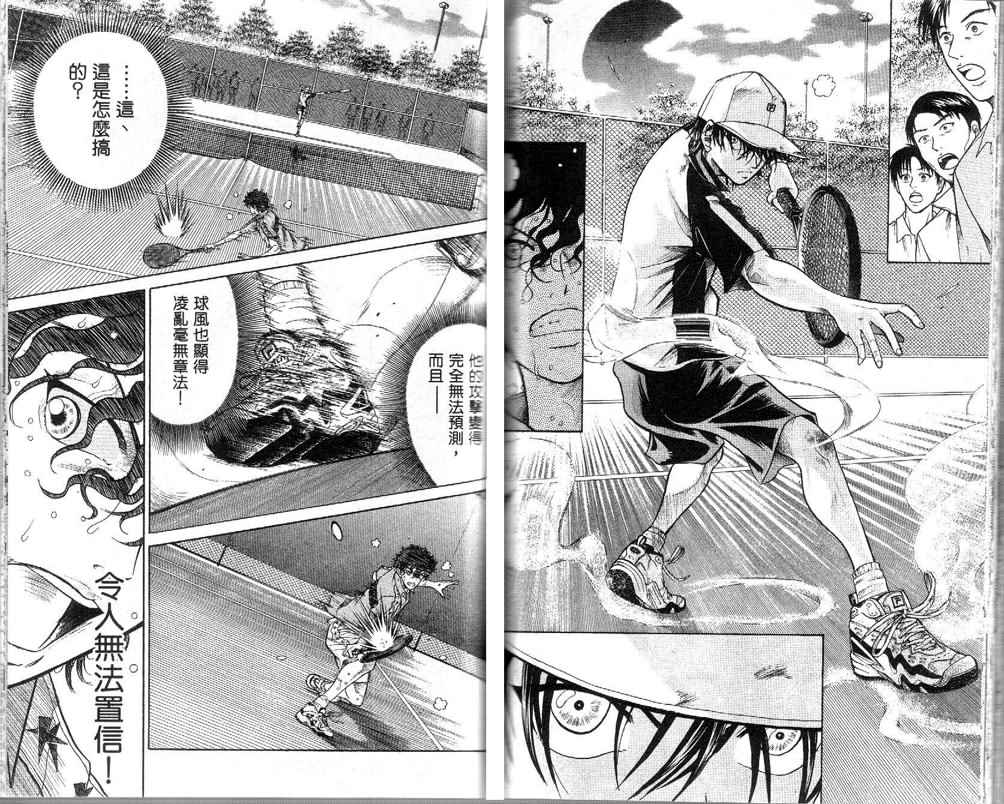 ……這、
這是怎麼搞
的？
他的攻擊變得
完全無法預測，
而且——
球風也顯得
凌亂毫無章法！
令人無法置信！